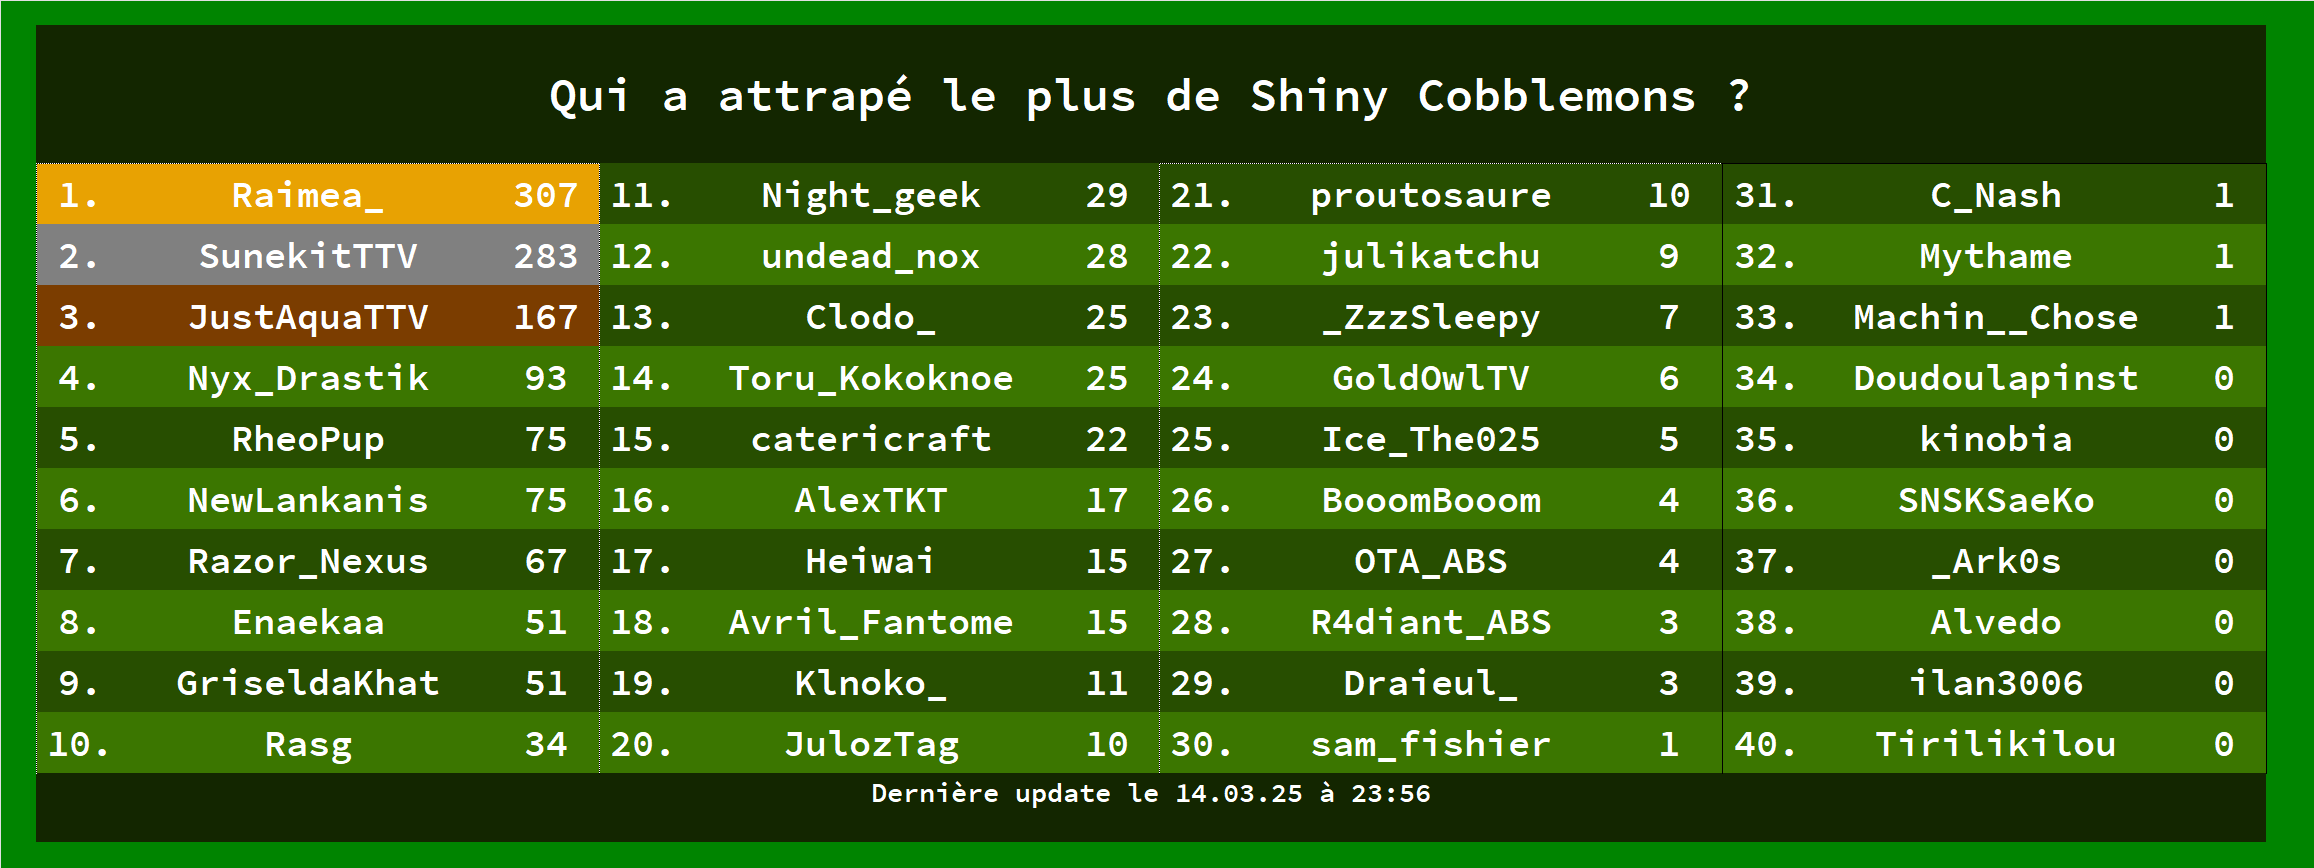 Qui a attrapé le plus de Shiny Cobblemons ?
1. Raimea_ 307
2. SunekitTTV 283
3. JustAquaTTV 167
4. Nyx_Drastik 93
5. RheoPup 75
6. NewLankanis 75
7. Razor_Nexus 67
8. Enaekaa 51
9. GriseldaKhat 51
10. Rasg 34
11. Night_geek 29
12. undead_nox 28
13. Clodo_ 25
14. Toru_Kokoknoe 25
15. catericraft 22
16. AlexTKT 17
17. Heiwai 15
18. Avril_Fantome 15
19. Klnoko_ 11
20. JulozTag 10
21. proutosaure 10
22. julikatchu 9
23. _ZzzSleepy 7
24. GoldOwlTV 6
25. Ice_The025 5
26. BooomBooom 4
27. OTA_ABS 4
28. R4diant_ABS 3
29. Draieul_ 3
30. sam_fishier 1
31. C_Nash 1
32. Mythame 1
33. Machin__Chose 1
34. Doudoulapinst 0
35. kinobia 0
36. SNSKSaeKo 0
37. _Ark0s 0
38. Alvedo 0
39. ilan3006 0
40. Tirilikilou 0
Dernière update le 14.03.25 à 23:56